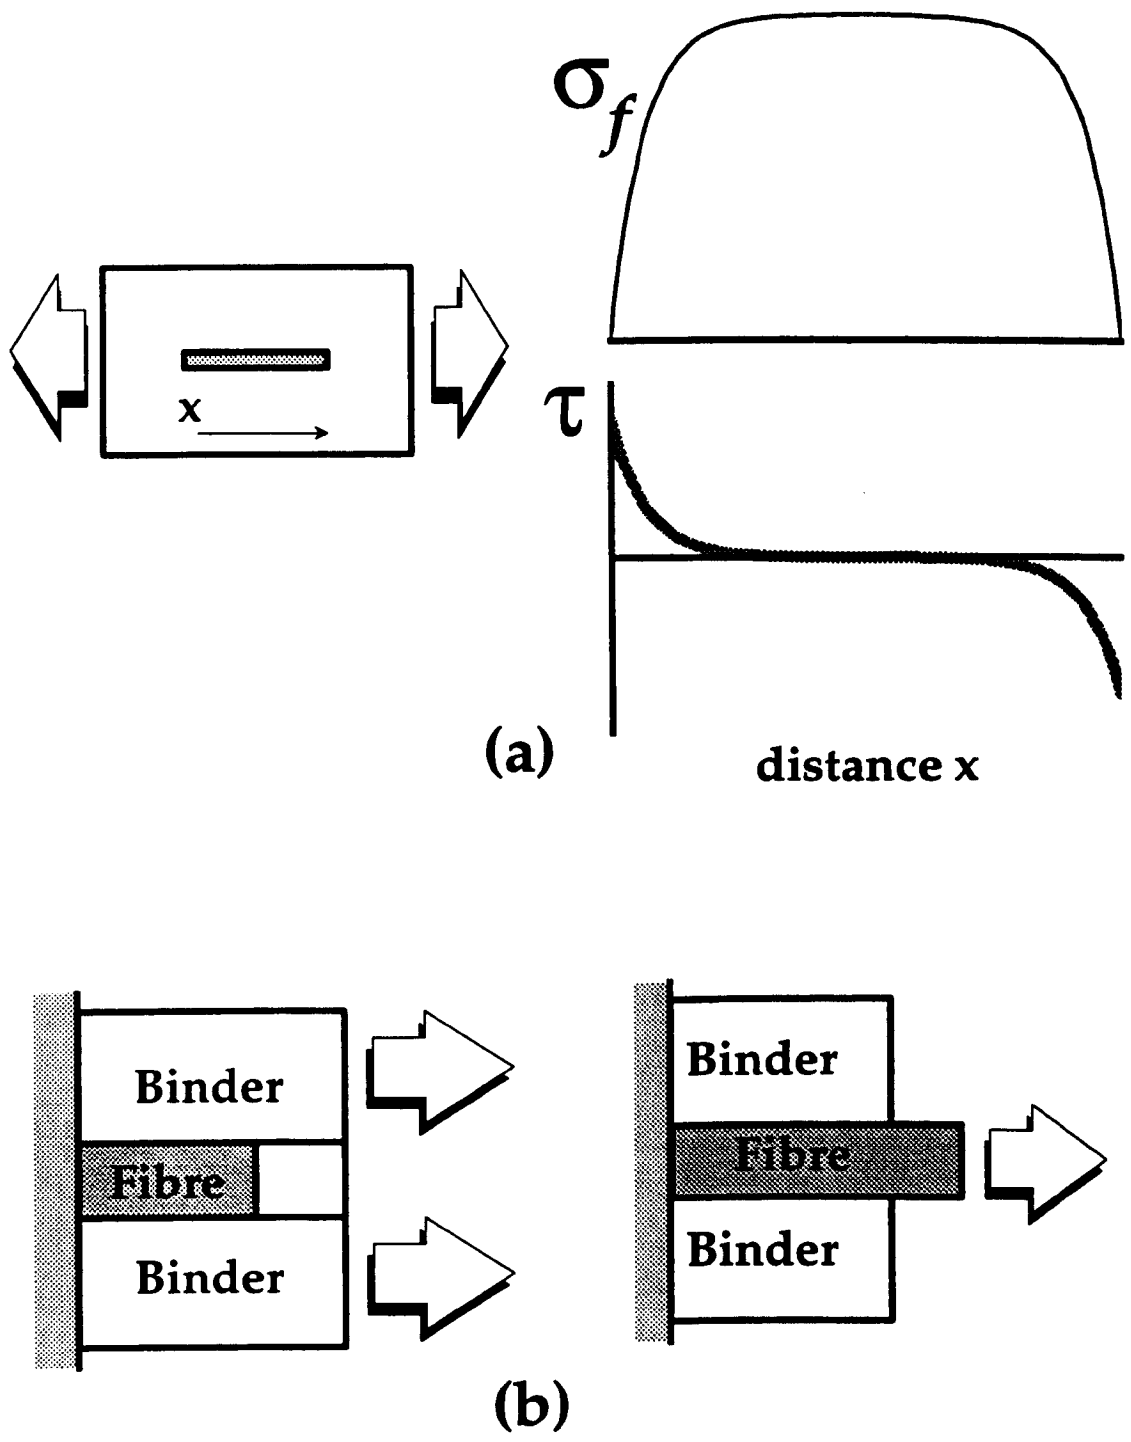 σf
x
τ
(a)
distance x
Binder
Fibre
Binder
Binder
Fibre
Binder
(b)